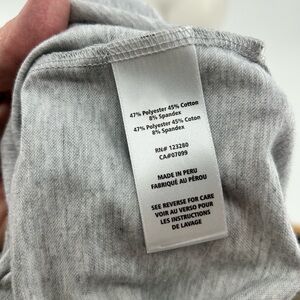 47% Polyester 45% Cotton
8% Spandex
47% Polyester 45% Coton
8% Spandex
RN# 123280
CA#07099
MADE IN PERU
FABRIQUÉ AU PÉROU
SEE REVERSE FOR CARE
VOIR AU VERSO POUR
LES INSTRUCTIONS
DE LAVAGE